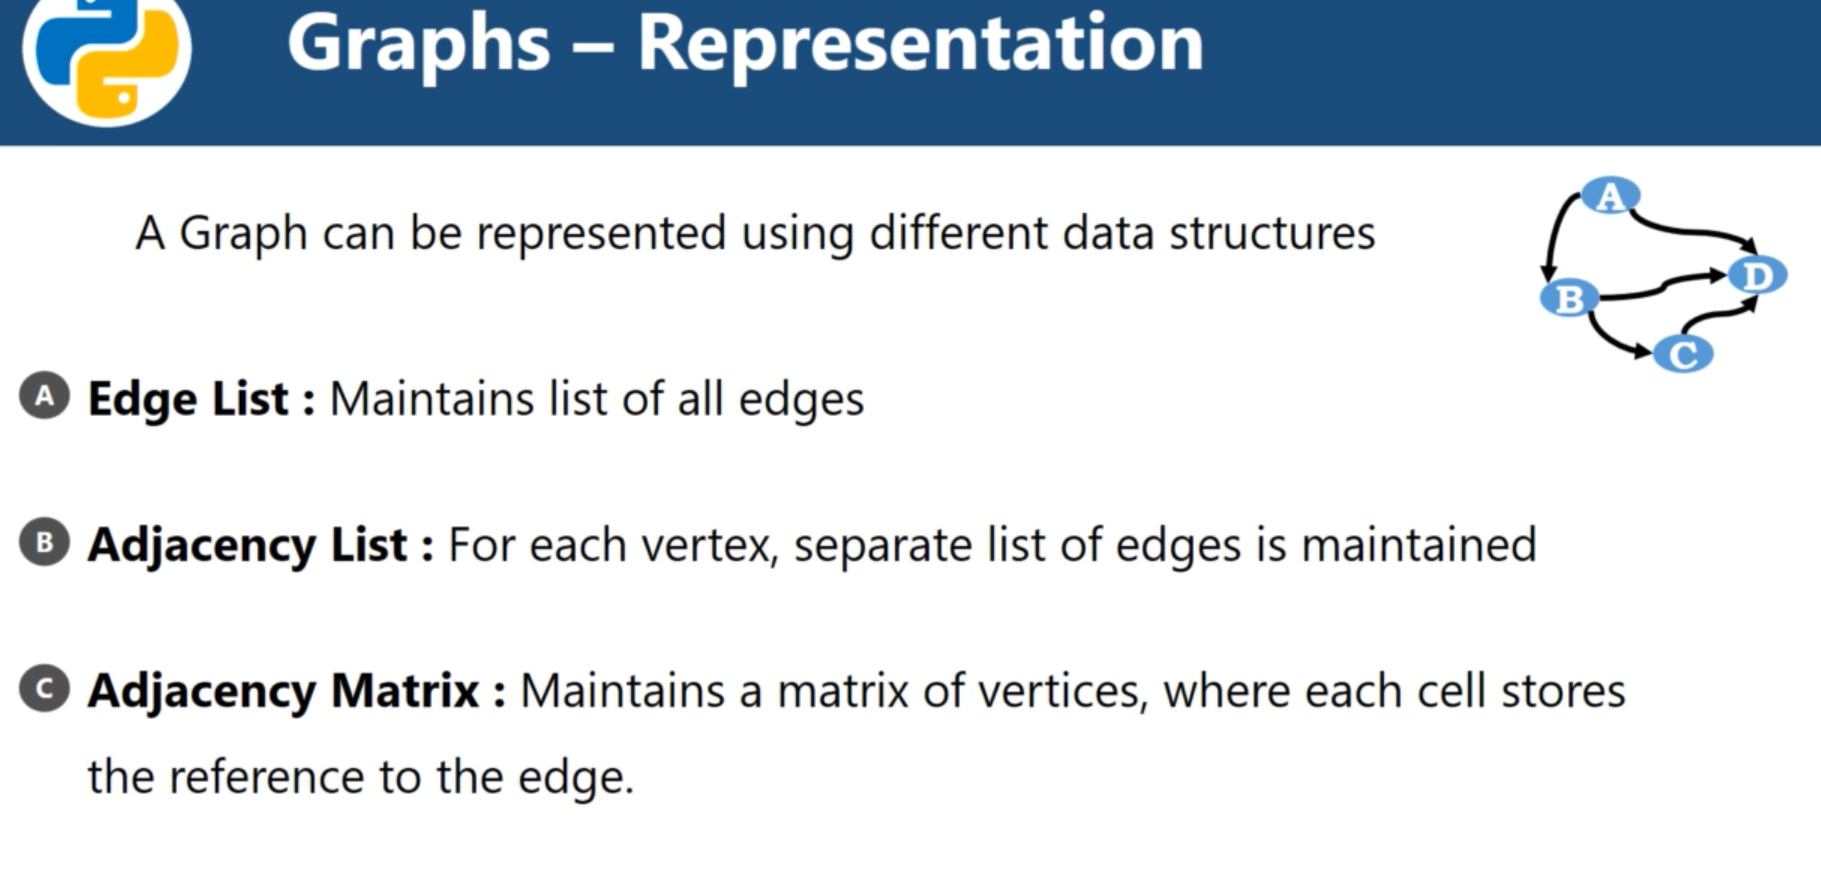 Graphs – Representation
A Graph can be represented using different data structures
A
D
B
C
A Edge List : Maintains list of all edges
B Adjacency List : For each vertex, separate list of edges is maintained
C Adjacency Matrix : Maintains a matrix of vertices, where each cell stores
the reference to the edge.